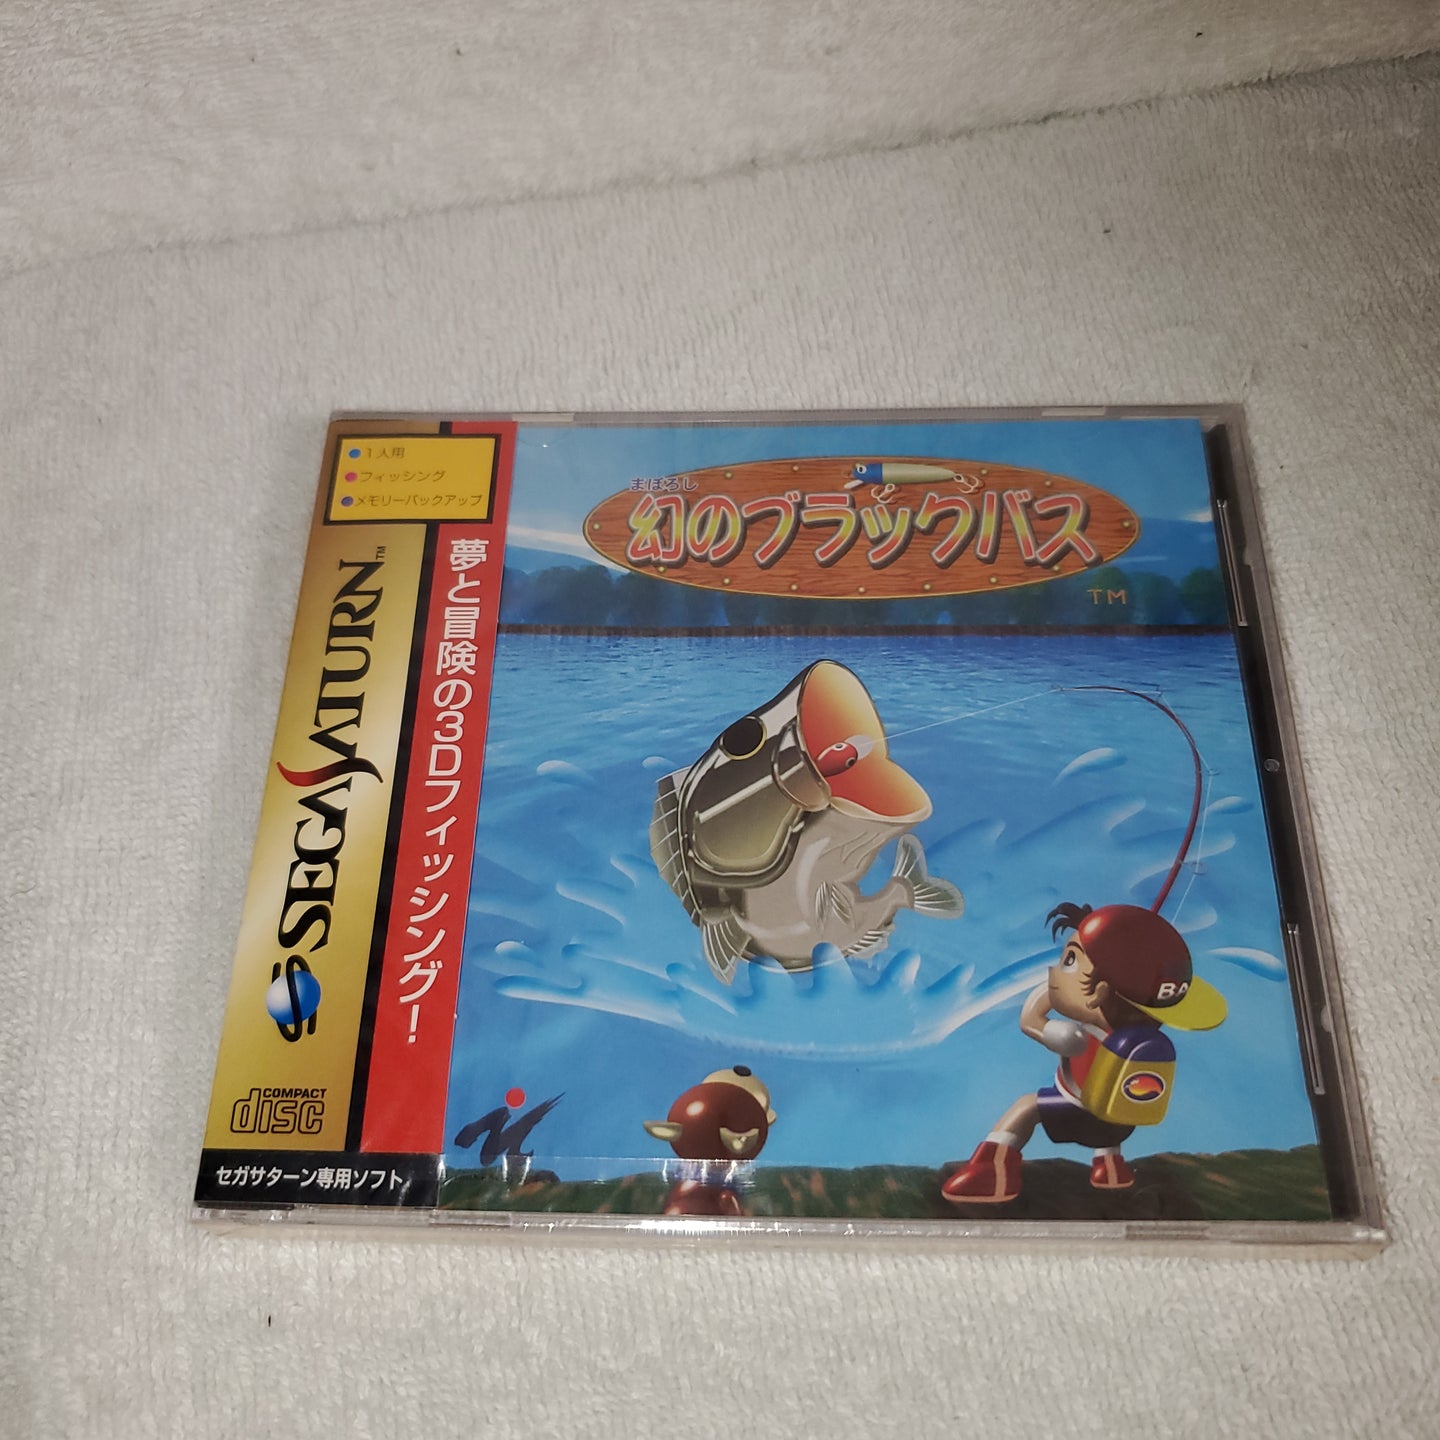 1人用
フィッシング
メモリーバックアップ
SEGA SATURN™
夢と冒険の3Dフィッシング!
COMPACT
disc
セガサターン専用ソフト
まぼろし
幻のブラックバス
TM
BA